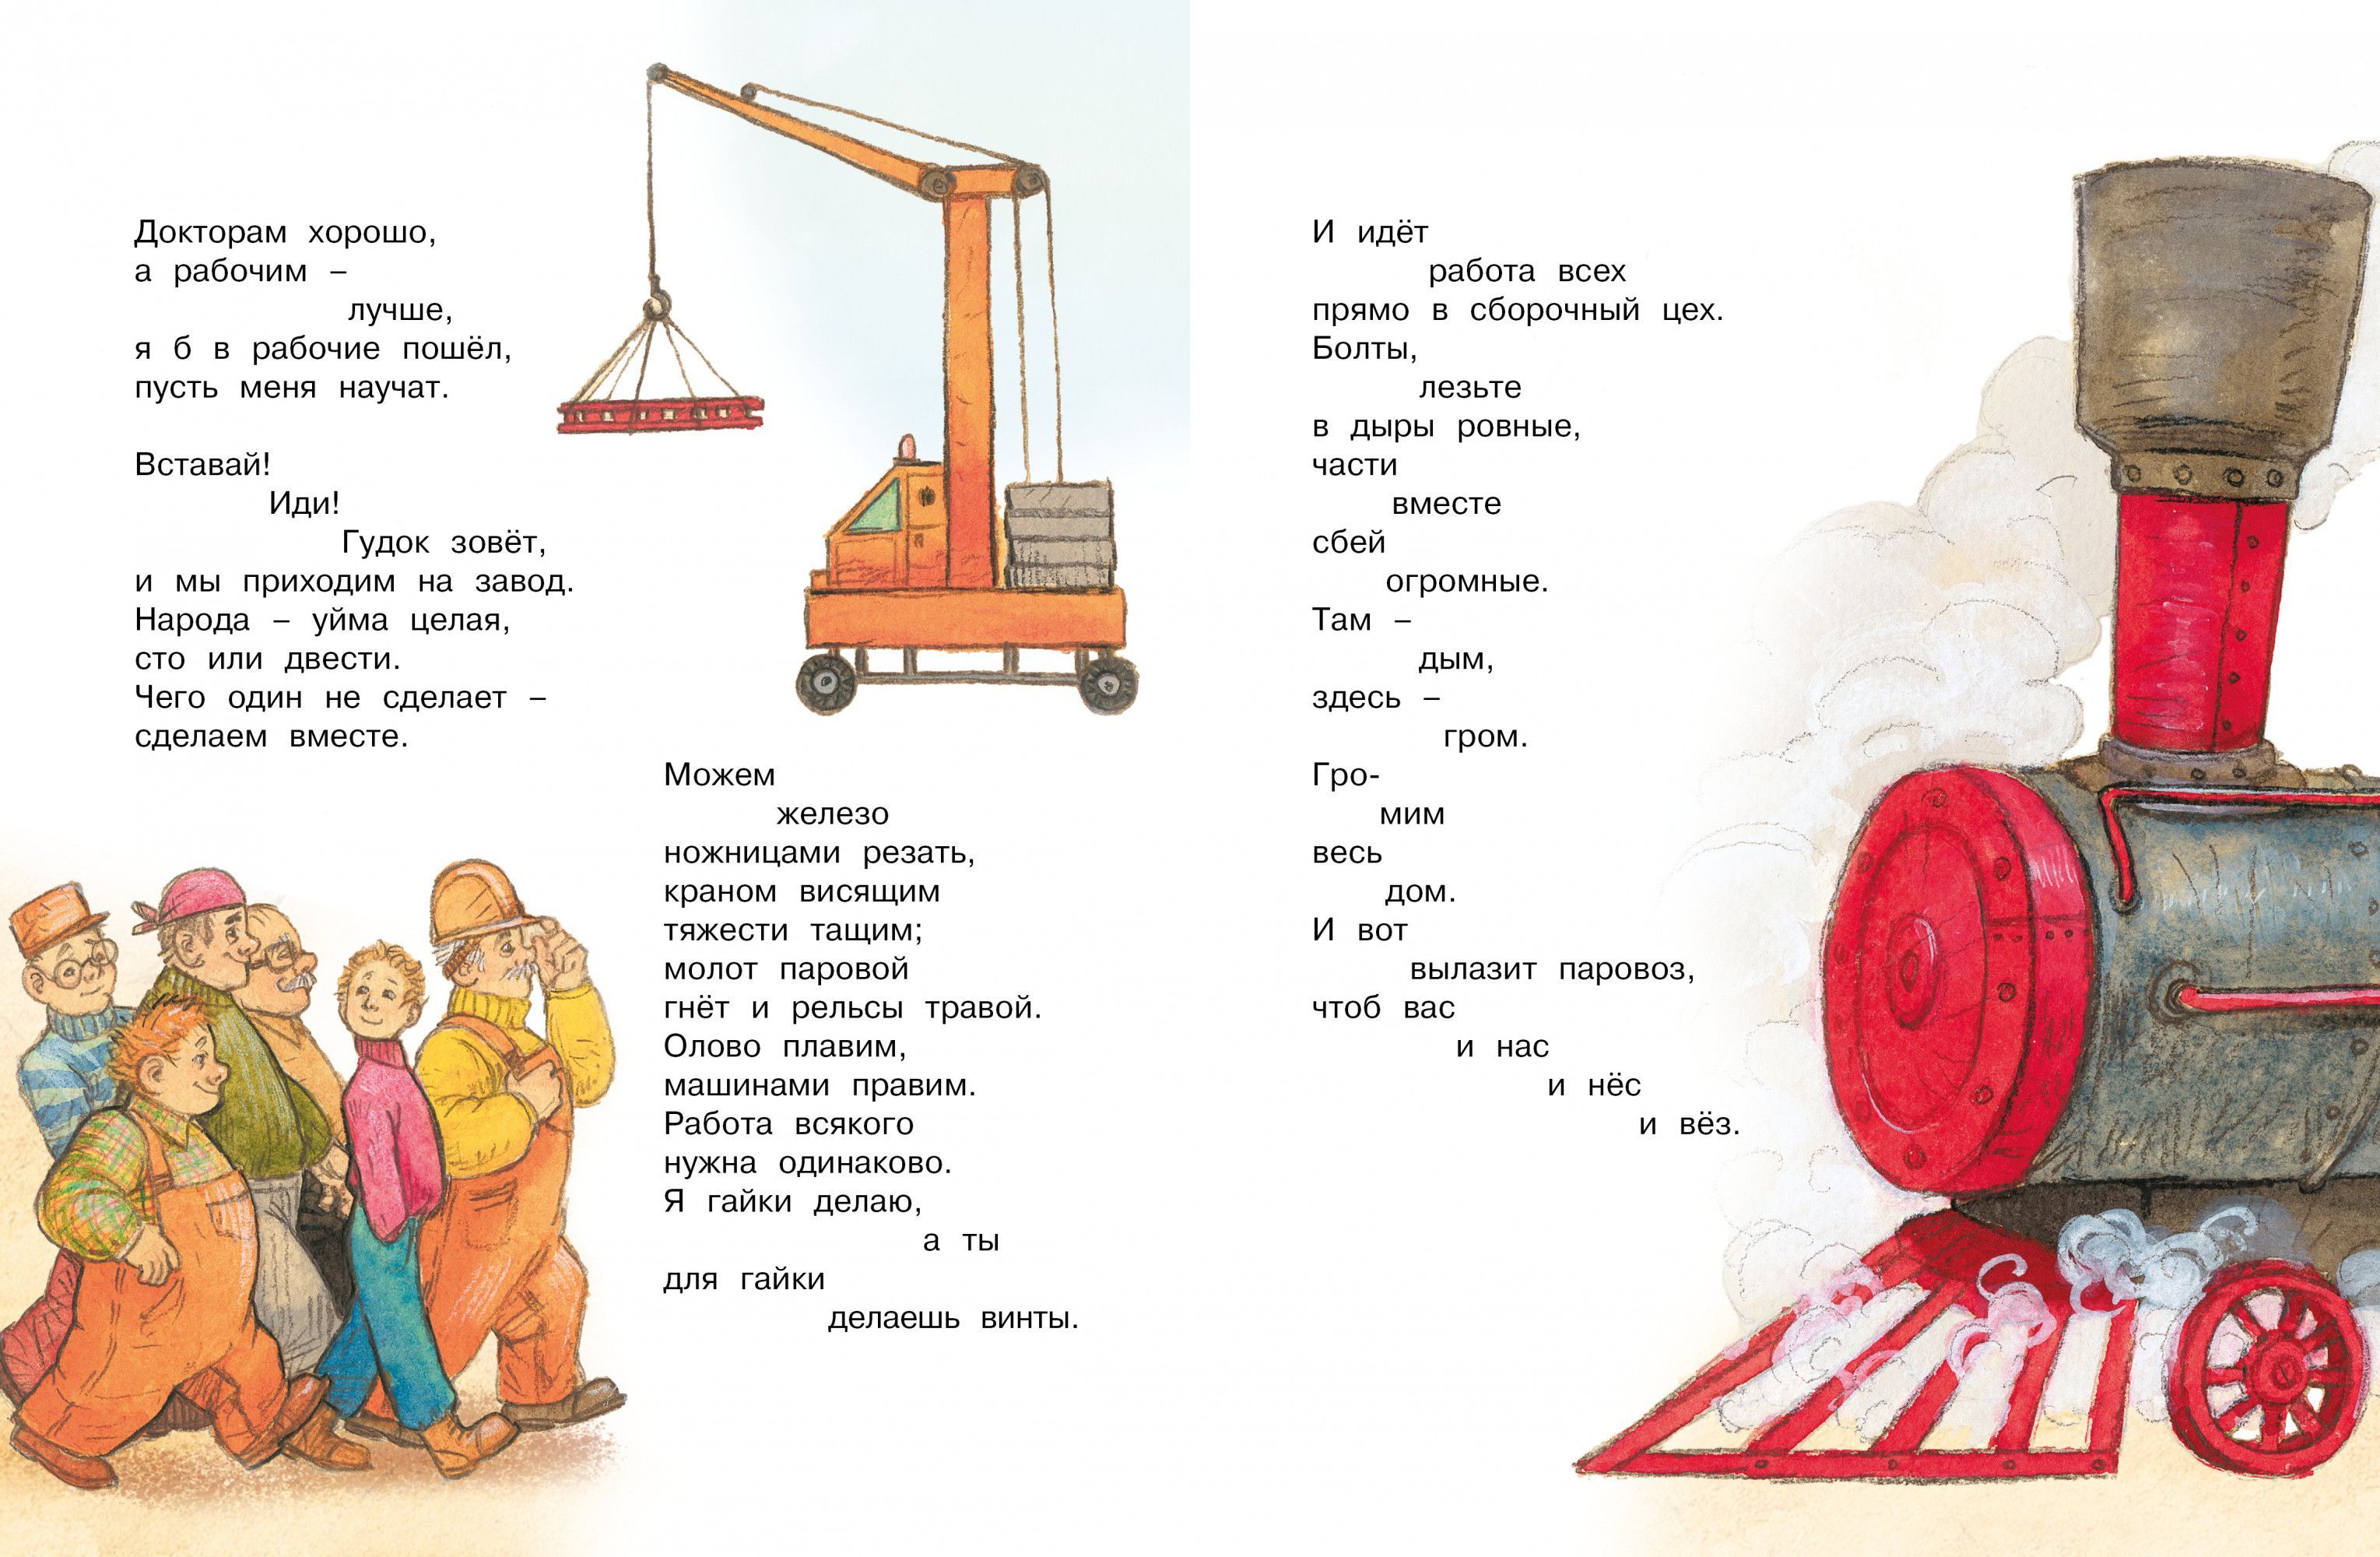 Докторам хорошо,
а рабочим –
лучше,
я б в рабочие пошёл,
пусть меня научат.
Вставай!
Иди!
Гудок зовёт,
и мы приходим на завод.
Народа – уйма целая,
сто или двести.
Чего один не сделает –
сделаем вместе.
Можем
железо
ножницами резать,
краном висящим
тяжести тащим;
молот паровой
гнёт и рельсы травой.
Олово плавим,
машинами правим.
Работа всякого
нужна одинаково.
Я гайки делаю,
а ты
для гайки
делаешь винты.
И идёт
работа всех
прямо в сборочный цех.
Болты,
лезьте
в дыры ровные,
части
вместе
сбей
огромные.
Там –
дым,
здесь –
гром.
Гро-
мим
весь
дом.
И вот
вылазит паровоз,
чтоб вас
и нас
и нёс
и вёз.